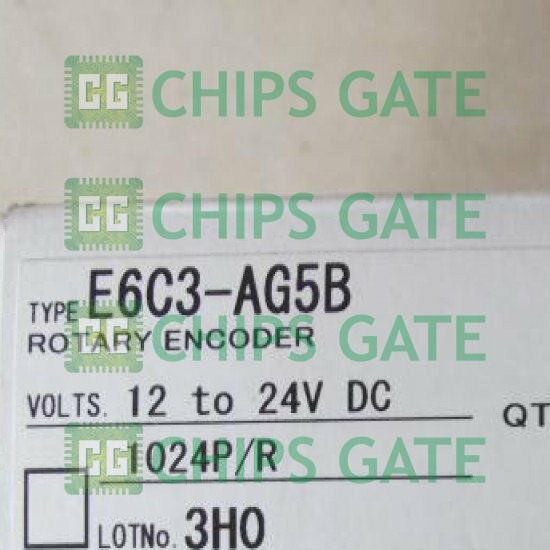 CG CHIPS GATE
CG CHIPS GATE
TYPE E6C3-AG5B
CG CHIPS GATE
ROTARY ENCODER
VOLTS. 12 to 24V DC
QT
CG CHIPS GATE
1024P/R
LOTNo. 3H0